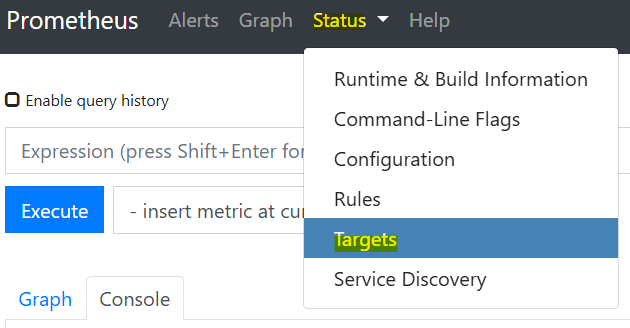 Prometheus Alerts Graph Status Help
Runtime & Build Information
Enable query history
Command-Line Flags
Expression (press Shift+Enter for
Configuration
Rules
Execute
- insert metric at cu
Targets
Service Discovery
Graph Console